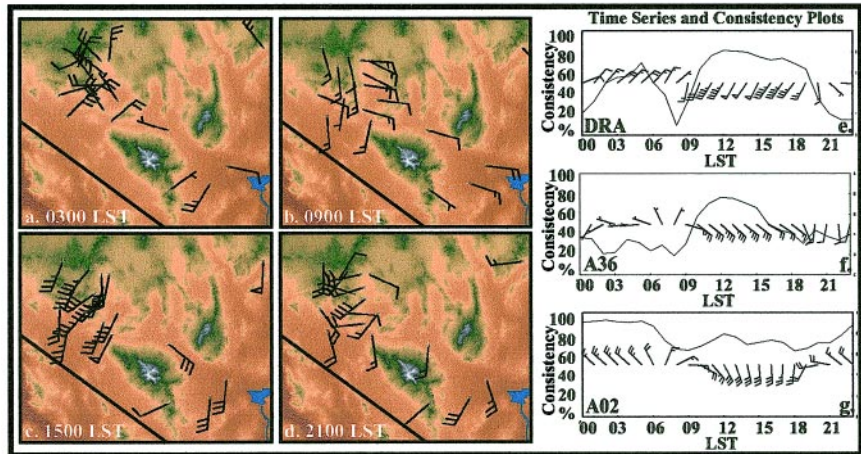 Time Series and Consistency Plots
a. 0300 LST
b. 0900 LST
c. 1500 LST
d. 2100 LST
Consistency
100
80
60
40
20
%
DRA
e.
00 03 06 09 12 15 18 21
LST
Consistecny
100
80
60
40
20
%
A36
f.
00 03 06 09 12 15 18 21
LST
Consistency
100
80
60
40
20
%
A02
g.
00 03 06 09 12 15 18 21
LST